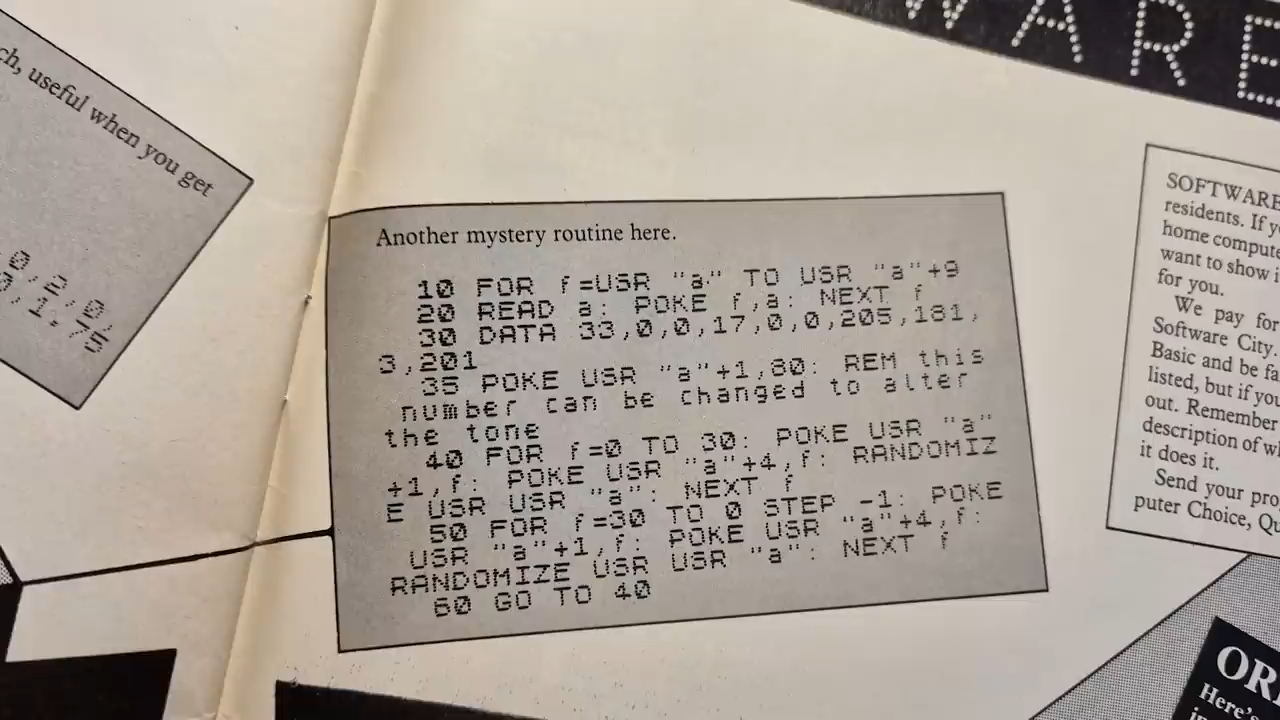 WARE
ch, useful when you get
0,2,0,
0,1,75
Another mystery routine here.
10 FOR f=USR "a" TO USR "a"+9
20 READ a: POKE f,a: NEXT f
30 DATA 33,0,0,17,0,0,205,181,
3,201
35 POKE USR "a"+1,80: REM this
number can be changed to alter
the tone
40 FOR f=0 TO 30: POKE USR "a"
+1,f: POKE USR "a"+4,f: RANDOMIZ
E USR USR "a": NEXT f
50 FOR f=30 TO 0 STEP -1: POKE
USR "a"+1,f: POKE USR "a"+4,f:
RANDOMIZE USR USR "a": NEXT f
60 GO TO 40
SOFTWARE
residents. If y
home compute
want to show
for you.
We pay for
Software City.
Basic and be fa
listed, but if you
out. Remember
description of w
it does it.
Send your pro
puter Choice, Qu
OR
Here's